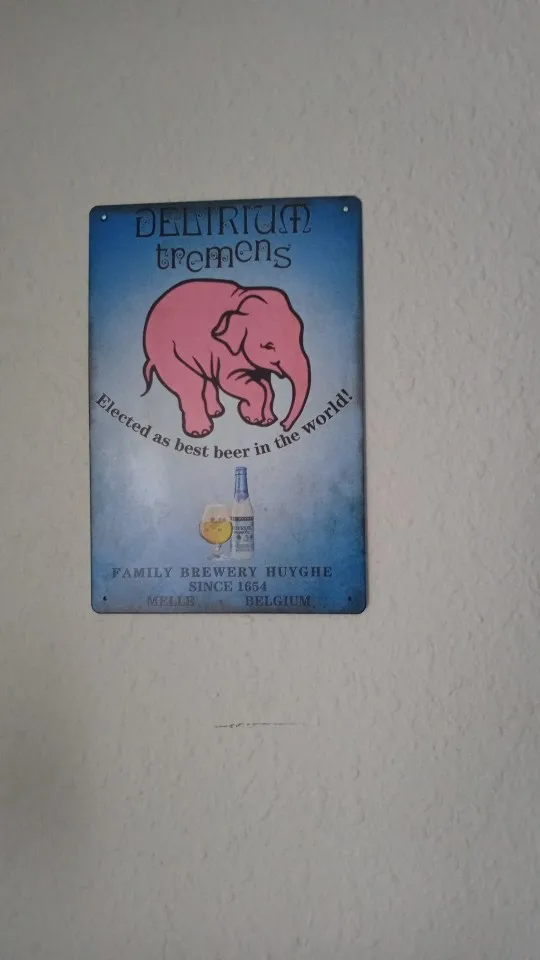 DELIRIUM
tremens
Elected as best beer in the world!
FAMILY BREWERY HUYGHE
SINCE 1654
MELLE BELGIUM